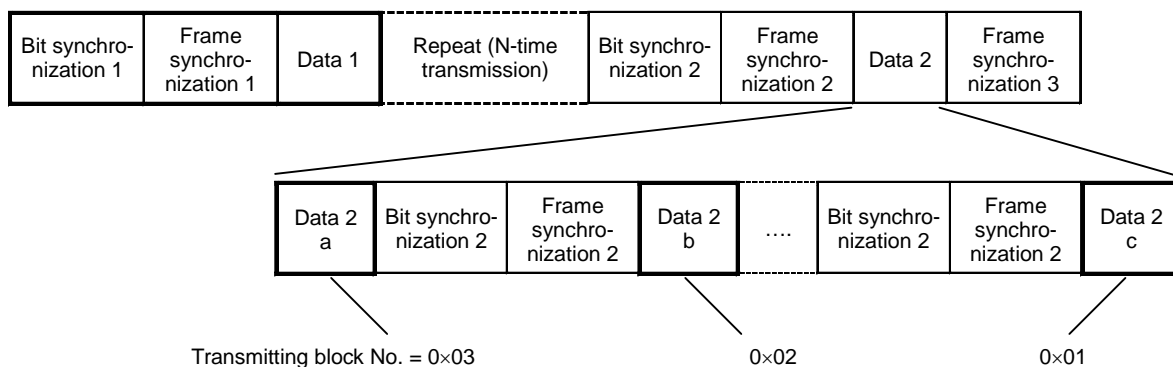 Bit synchro-
nization 1
Frame
synchro-
nization 1
Data 1
Repeat (N-time
transmission)
Bit synchro-
nization 2
Frame
synchro-
nization 2
Data 2
Frame
synchro-
nization 3
Data 2
a
Bit synchro-
nization 2
Frame
synchro-
nization 2
Data 2
b
....
Bit synchro-
nization 2
Frame
synchro-
nization 2
Data 2
c
Transmitting block No. = 0×03
0×02
0×01